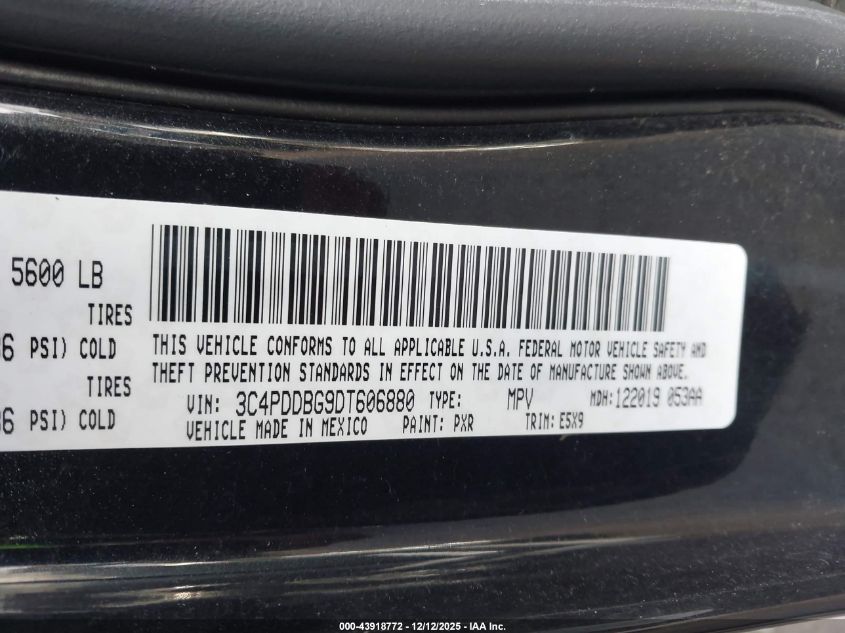 5600 LB
TIRES
PSI) COLD
TIRES
PSI) COLD
THIS VEHICLE CONFORMS TO ALL APPLICABLE U.S.A. FEDERAL MOTOR VEHICLE SAFETY AND
THEFT PREVENTION STANDARDS IN EFFECT ON THE DATE OF MANUFACTURE SHOWN ABOVE.
VIN: 3C4PDDBG9DT606880 TYPE: MPV MDH: 122019 053AA
VEHICLE MADE IN MEXICO PAINT: PXR TRIM: E5X9
000-43918772 - 12/12/2025 - IAA Inc.